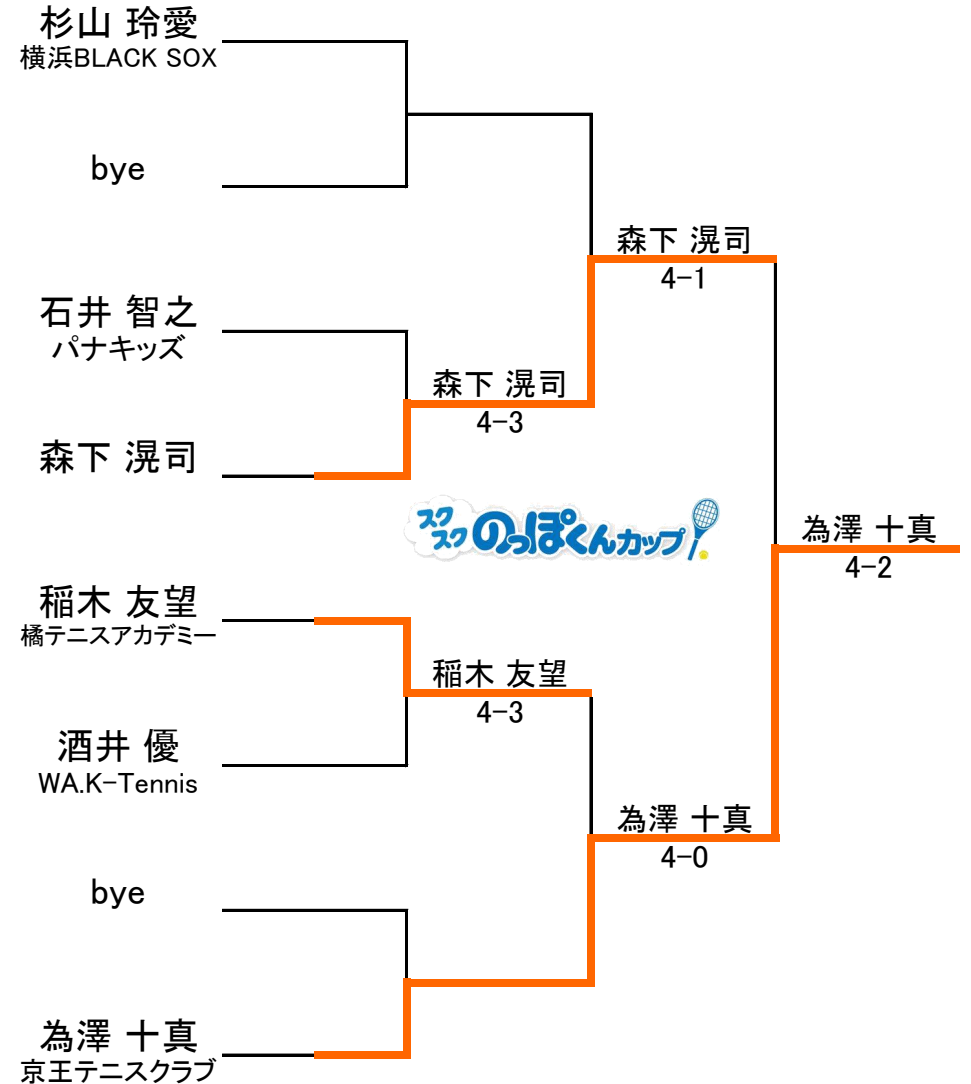 杉山 玲愛
横浜BLACK SOX
bye
森下 滉司
4-1
石井 智之
パナキッズ
森下 滉司
4-3
森下 滉司
スクスク のっぽくんカップ
為澤 十真
4-2
稲木 友望
橘テニスアカデミー
稲木 友望
4-3
酒井 優
WA.K-Tennis
為澤 十真
4-0
bye
為澤 十真
京王テニスクラブ